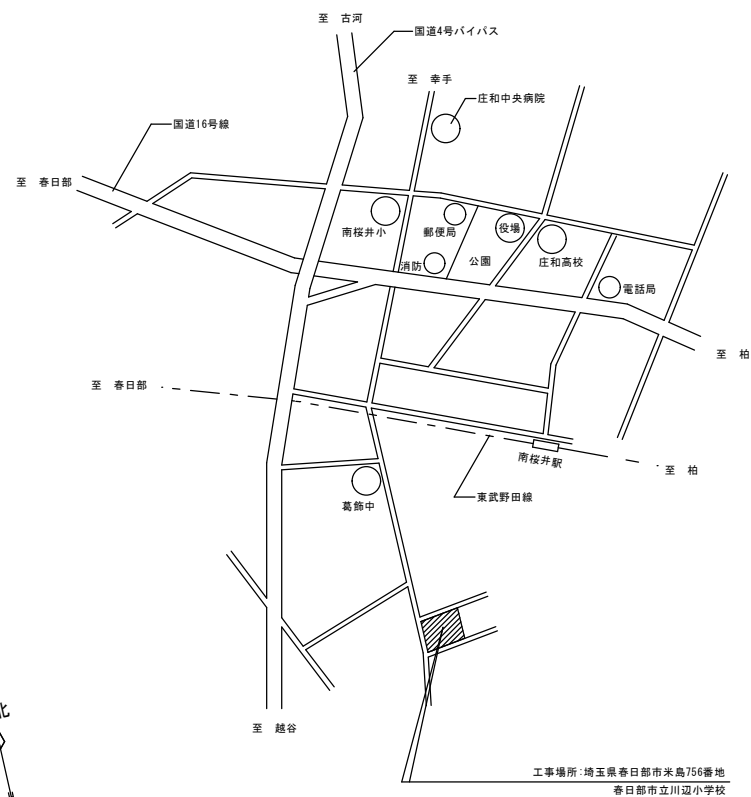 至　古河
国道4号バイパス
至　幸手
庄和中央病院
国道16号線
至　春日部
南桜井小
郵便局
役場
消防
公園
庄和高校
電話局
至　柏
至　春日部
南桜井駅
至　柏
東武野田線
葛飾中
北
至　越谷
工事場所:埼玉県春日部市米島756番地
春日部市立川辺小学校